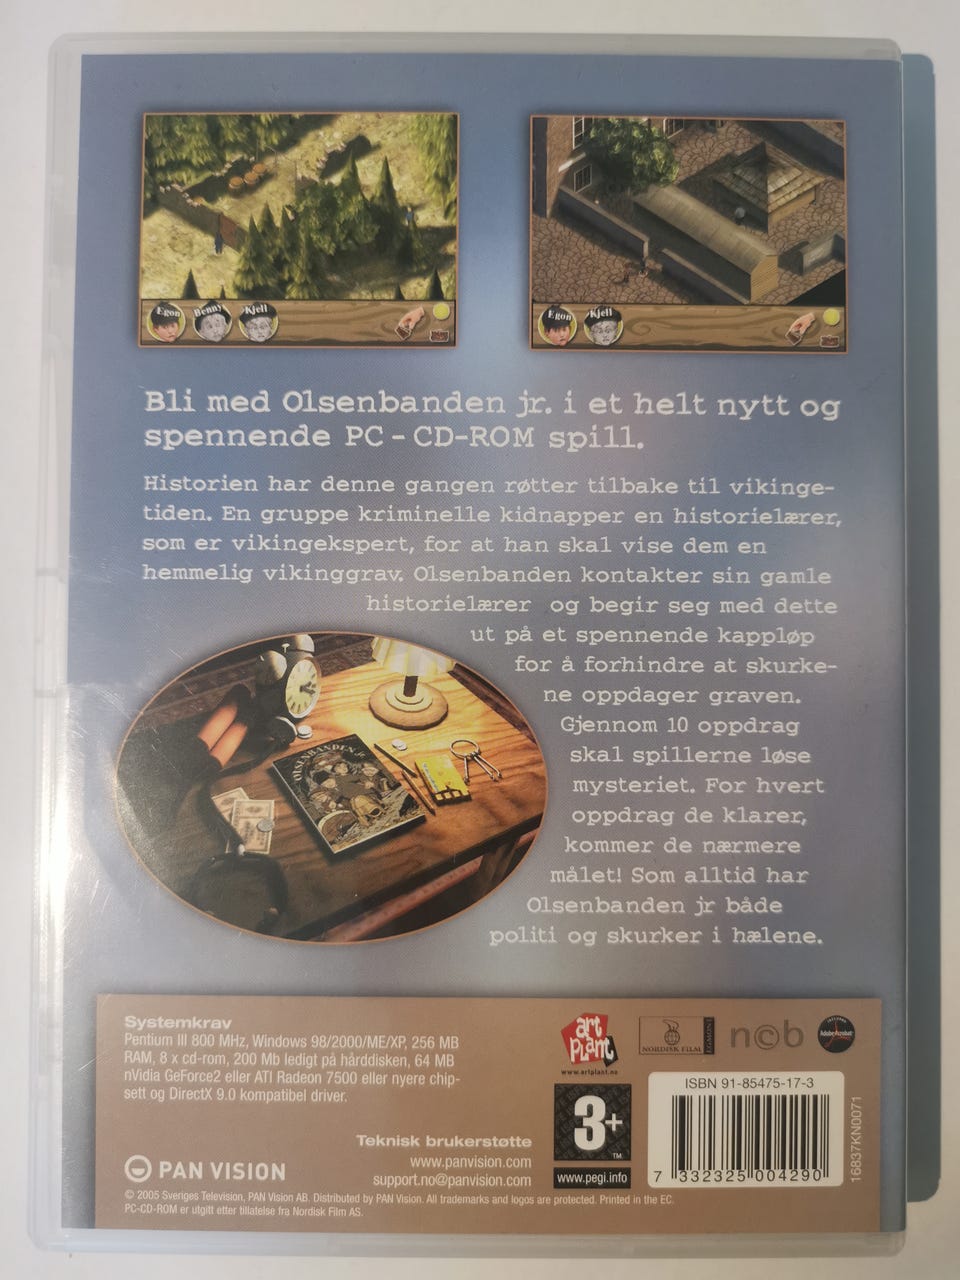 Egon Benny Kjell
Egon Kjell
Bli med Olsenbanden jr. i et helt nytt og
spennende PC - CD-ROM spill.
Historien har denne gangen røtter tilbake til vikinge-
tiden. En gruppe kriminelle kidnapper en historielærer,
som er vikingekspert, for at han skal vise dem en
hemmelig vikinggrav. Olsenbanden kontakter sin gamle
historielærer og begir seg med dette
ut på et spennende kappløp
for å forhindre at skurke-
ne oppdager graven.
Gjennom 10 oppdrag
skal spillerne løse
mysteriet. For hvert
oppdrag de klarer,
kommer de nærmere
målet! Som alltid har
Olsenbanden jr både
politi og skurker i hælene.
OLSENBANDEN jr.
Systemkrav
Pentium III 800 MHz, Windows 98/2000/ME/XP, 256 MB
RAM, 8 x cd-rom, 200 Mb ledigt på hårddisken, 64 MB
nVidia GeForce2 eller ATI Radeon 7500 eller nyere chip-
sett og DirectX 9.0 kompatibel driver.
Teknisk brukerstøtte
www.panvision.com
support.no@panvision.com
PAN VISION
© 2005 Sveriges Television, PAN Vision AB. Distributed by PAN Vision. All trademarks and logos are protected. Printed in the EC.
PC-CD-ROM er utgitt etter tillatelse fra Nordisk Film AS.
art plant
www.artplant.no
NORDISK FILM
EGMONT
ncb
Adobe Acrobat
3+
TM
www.pegi.info
ISBN 91-85475-17-3
7 332325 004290
16837KN0071